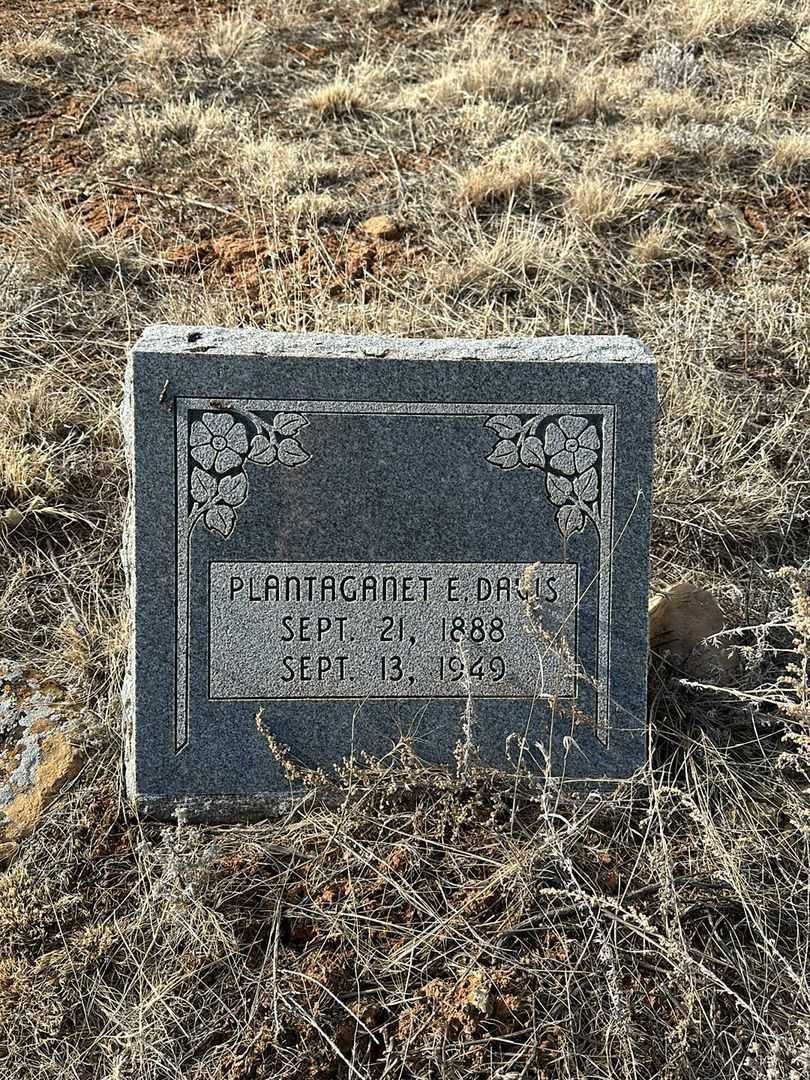 PLANTAGANET E. DAVIS
SEPT. 21, 1888
SEPT. 13, 1949